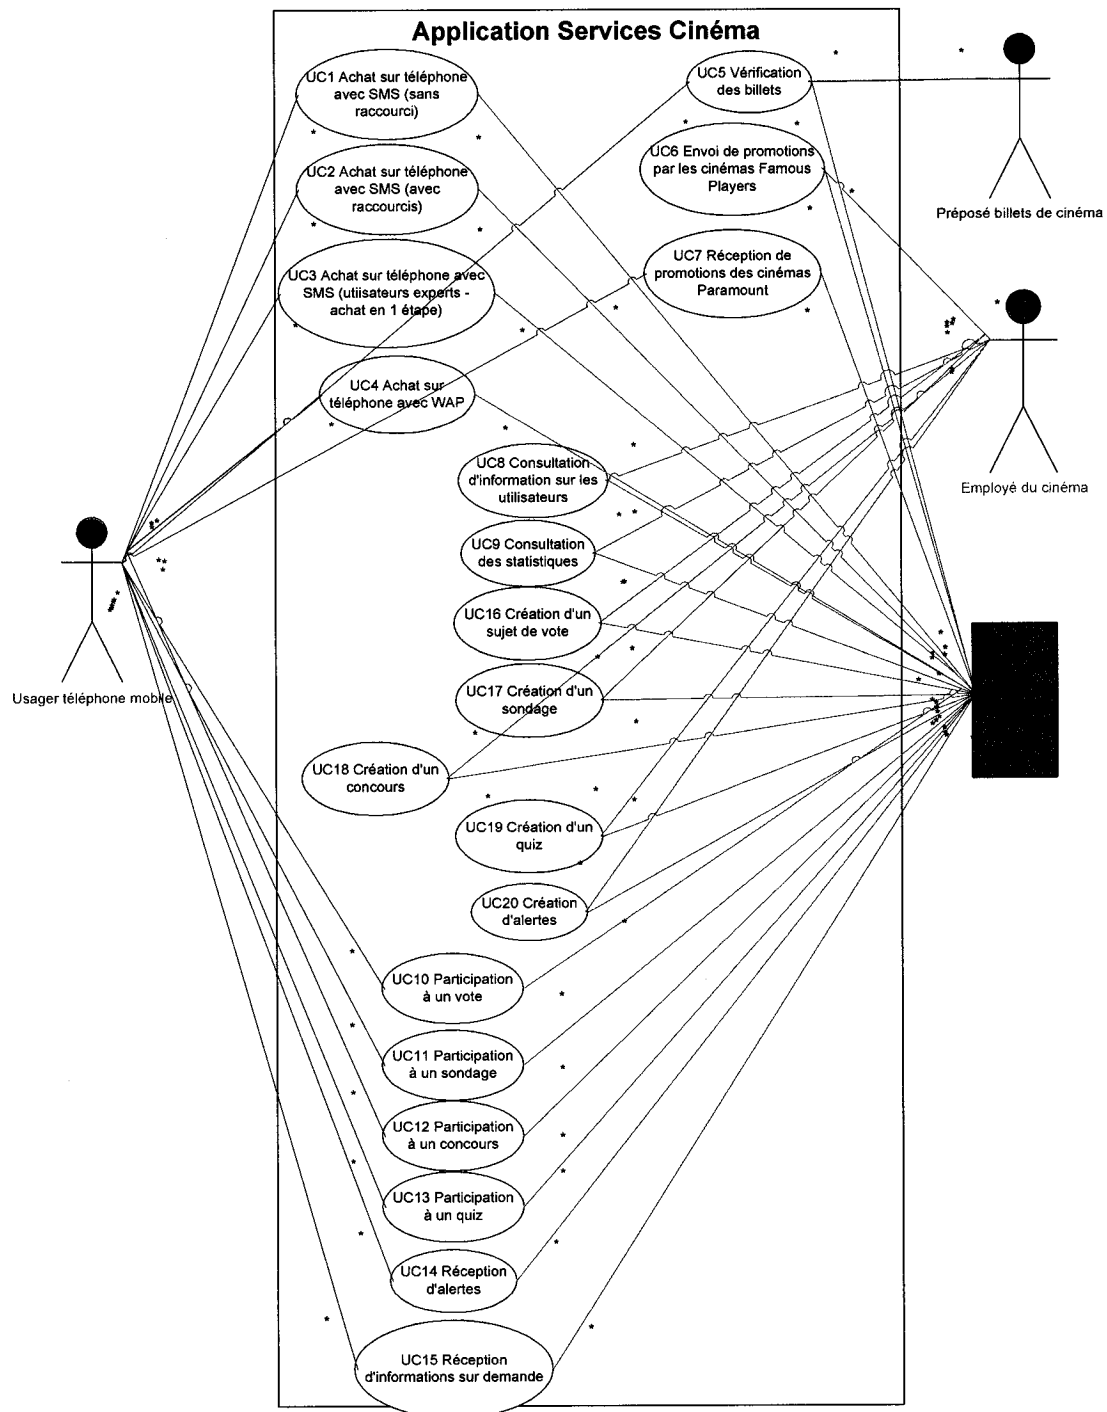 Application Services Cinéma
UC1 Achat sur téléphone
avec SMS (sans
raccourci)
UC5 Vérification
des billets
UC2 Achat sur téléphone
avec SMS (avec
raccourcis)
UC6 Envoi de promotions
par les cinémas Famous
Players
Préposé billets de cinéma
UC3 Achat sur téléphone avec
SMS (utiisateurs experts -
achat en 1 étape)
UC7 Réception de
promotions des cinémas
Paramount
UC4 Achat sur
téléphone avec WAP
UC8 Consultation
d'information sur les
utilisateurs
Employé du cinéma
UC9 Consultation
des statistiques
UC16 Création d'un
sujet de vote
Usager téléphone mobile
UC17 Création d'un
sondage
UC18 Création d'un
concours
UC19 Création d'un
quiz
UC20 Création
d'alertes
UC10 Participation
à un vote
UC11 Participation
à un sondage
UC12 Participation
à un concours
UC13 Participation
à un quiz
UC14 Réception
d'alertes
UC15 Réception
d'informations sur demande